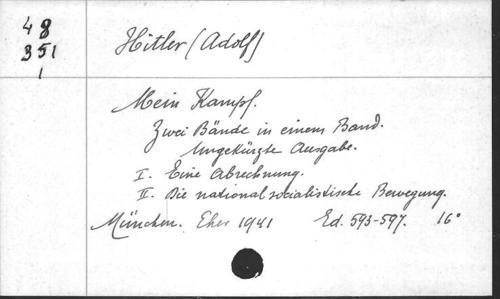 48
351
1
Hitler (Adolf)
Mein Kampf.
Zwei Bände in einem Band.
Ungekürzte Ausgabe.
I. Eine Abrechnung.
II. Die nationalsocialistische Bewegung.
München. Eher 1941 Ed. 593-597. 16°